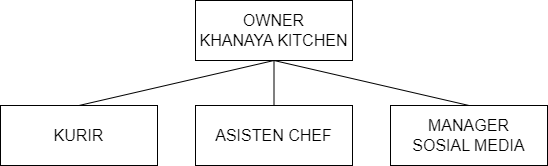 OWNER
KHANAYA KITCHEN
KURIR
ASISTEN CHEF
MANAGER
SOSIAL MEDIA